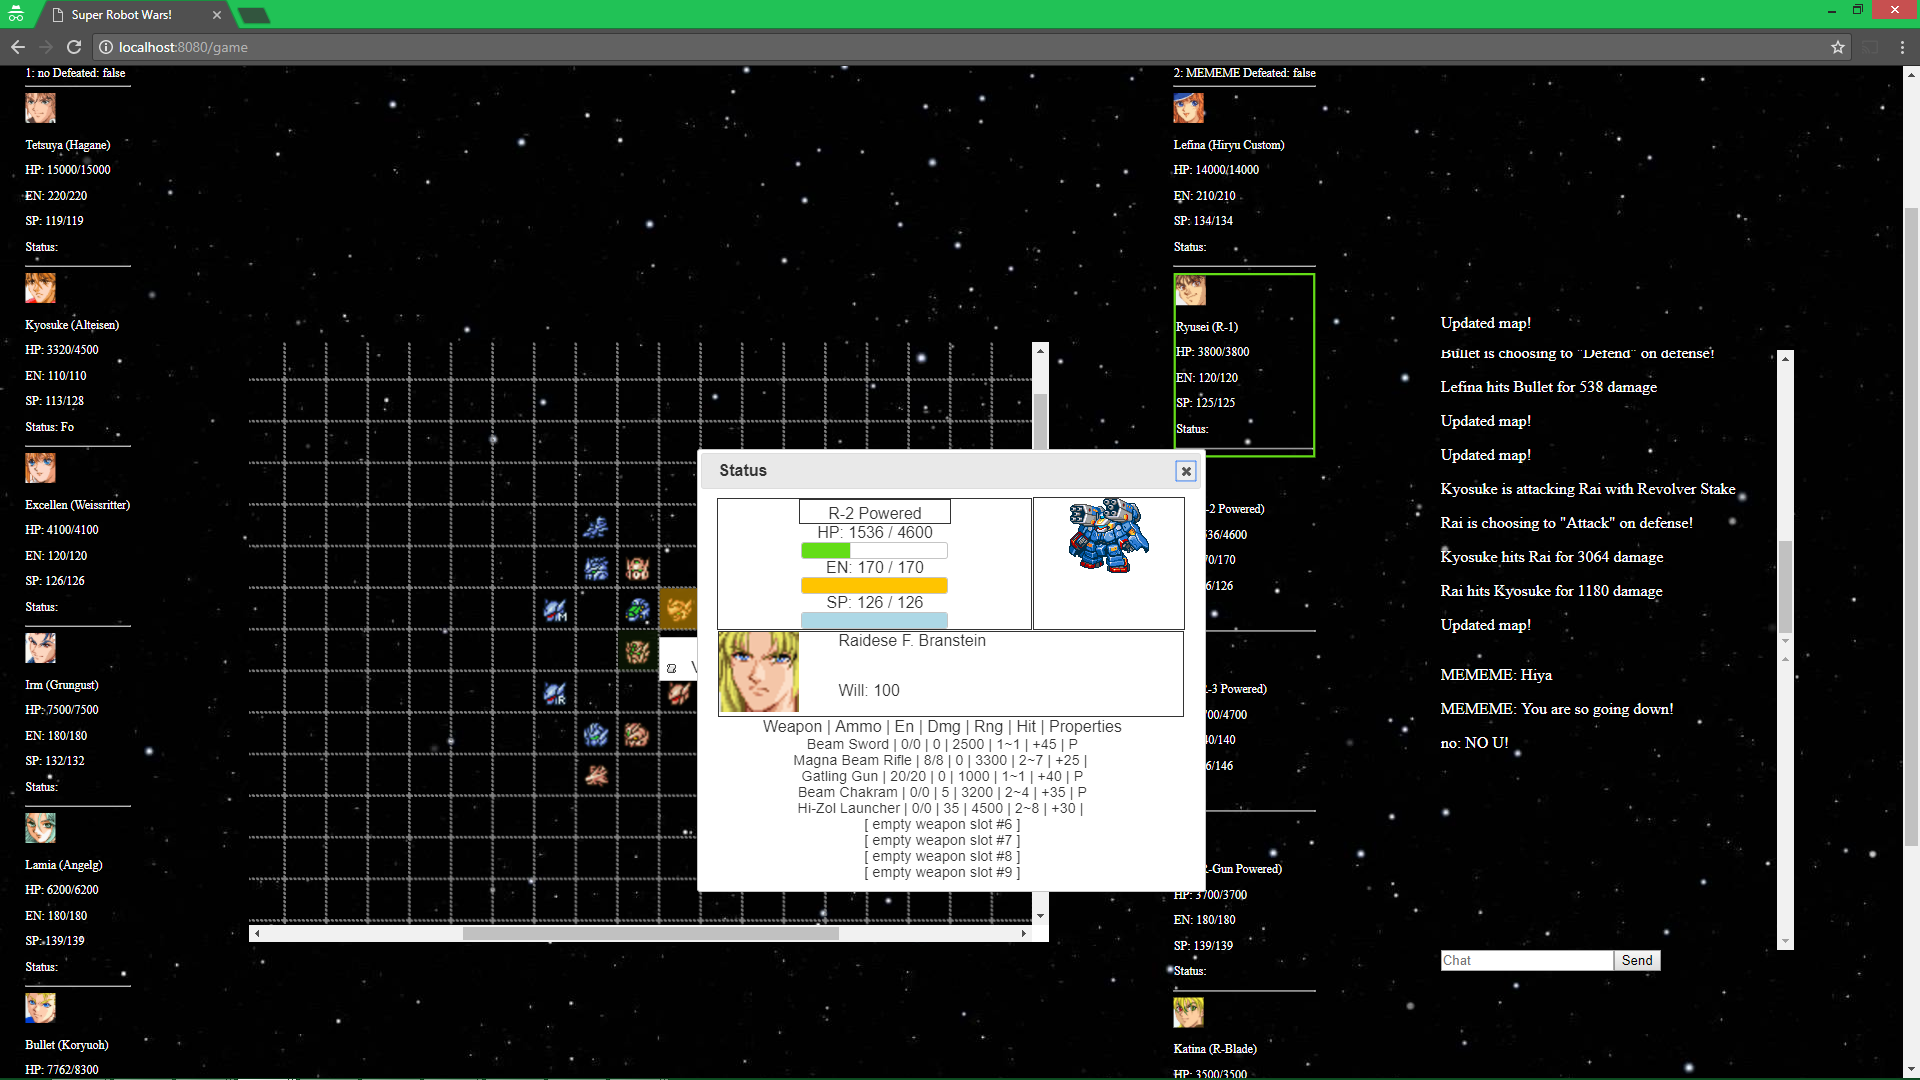 Super Robot Wars!
localhost:8080/game
1: no Defeated: false
Tetsuya (Hagane)
HP: 15000/15000
EN: 220/220
SP: 119/119
Status:
Kyosuke (Alteisen)
HP: 3320/4500
EN: 110/110
SP: 113/128
Status: Fo
Excellen (Weissritter)
HP: 4100/4100
EN: 120/120
SP: 126/126
Status:
Irm (Grungust)
HP: 7500/7500
EN: 180/180
SP: 132/132
Status:
Lamia (Angelg)
HP: 6200/6200
EN: 180/180
SP: 139/139
Status:
Bullet (Koryuoh)
HP: 7762/8300
M
R
Status
R-2 Powered
HP: 1536 / 4600
EN: 170 / 170
SP: 126 / 126
Raidese F. Branstein
Will: 100
Weapon | Ammo | En | Dmg | Rng | Hit | Properties
Beam Sword | 0/0 | 0 | 2500 | 1~1 | +45 | P
Magna Beam Rifle | 8/8 | 0 | 3300 | 2~7 | +25 |
Gatling Gun | 20/20 | 0 | 1000 | 1~1 | +40 | P
Beam Chakram | 0/0 | 5 | 3200 | 2~4 | +35 | P
Hi-Zol Launcher | 0/0 | 35 | 4500 | 2~8 | +30 |
[ empty weapon slot #6 ]
[ empty weapon slot #7 ]
[ empty weapon slot #8 ]
[ empty weapon slot #9 ]
2: MEMEME Defeated: false
Lefina (Hiryu Custom)
HP: 14000/14000
EN: 210/210
SP: 134/134
Status:
Ryusei (R-1)
HP: 3800/3800
EN: 120/120
SP: 125/125
Status:
-2 Powered)
536/4600
70/170
6/126
-3 Powered)
700/4700
40/140
6/146
R-Gun Powered)
HP: 3700/3700
EN: 180/180
SP: 139/139
Status:
Katina (R-Blade)
HP: 3500/3500
Updated map!
Bullet is choosing to "Defend" on defense!
Lefina hits Bullet for 538 damage
Updated map!
Updated map!
Kyosuke is attacking Rai with Revolver Stake
Rai is choosing to "Attack" on defense!
Kyosuke hits Rai for 3064 damage
Rai hits Kyosuke for 1180 damage
Updated map!
MEMEME: Hiya
MEMEME: You are so going down!
no: NO U!
Chat
Send